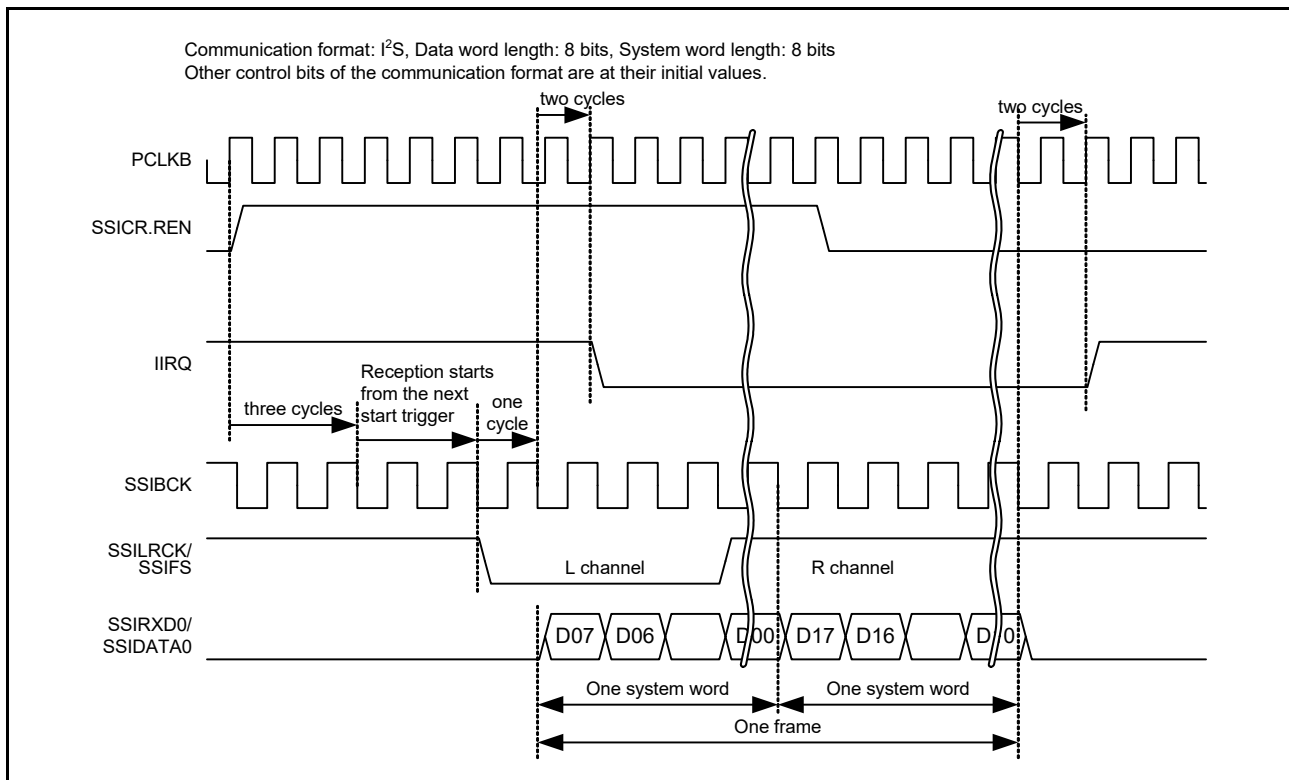 Communication format: I²S, Data word length: 8 bits, System word length: 8 bits
Other control bits of the communication format are at their initial values.
two cycles
two cycles
PCLKB
SSICR.REN
IIRQ
Reception starts
from the next
start trigger
three cycles
one
cycle
SSIBCK
SSILRCK/
SSIFS
L channel
R channel
SSIRXD0/
SSIDATA0
D07
D06
D00
D17
D16
One system word
One system word
One frame